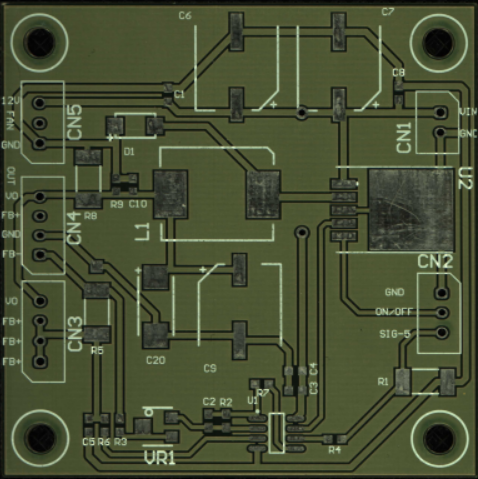 C6
C7
C8
12V
FAN
GND
C1
CN5
D1
VIN
GND
CN1
OUT
VO
FB+
GND
FB-
CN4
R8
R9
C10
L1
U2
CN2
GND
ON/OFF
SIG-5
VO
FB+
FB+
FB+
CN3
R5
C20
C9
C4
C3
R7
U1
R1
C5
R6
R3
C2
R2
VR1
R4